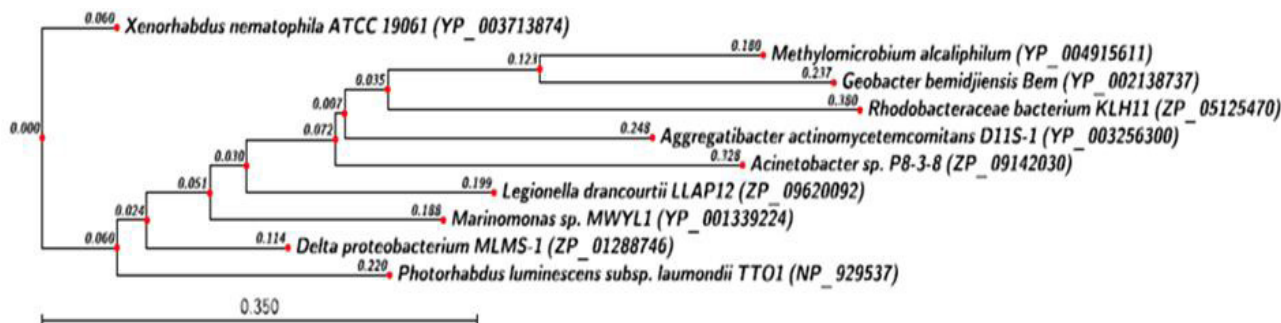 0.060 Xenorhabdus nematophila ATCC 19061 (YP_003713874)
0.180 Methylomicrobium alcaliphilum (YP_004915611)
0.123
0.237 Geobacter bemidjiensis Bem (YP_002138737)
0.035
0.380 Rhodobacteraceae bacterium KLH11 (ZP_05125470)
0.007
0.000
0.072
0.248 Aggregatibacter actinomycetemcomitans D11S-1 (YP_003256300)
0.030
0.328 Acinetobacter sp. P8-3-8 (ZP_09142030)
0.051
0.199 Legionella drancourtii LLAP12 (ZP_09620092)
0.024
0.188 Marinomonas sp. MWYL1 (YP_001339224)
0.060
0.114 Delta proteobacterium MLMS-1 (ZP_01288746)
0.220 Photorhabdus luminescens subsp. laumondii TTO1 (NP_929537)
0.350